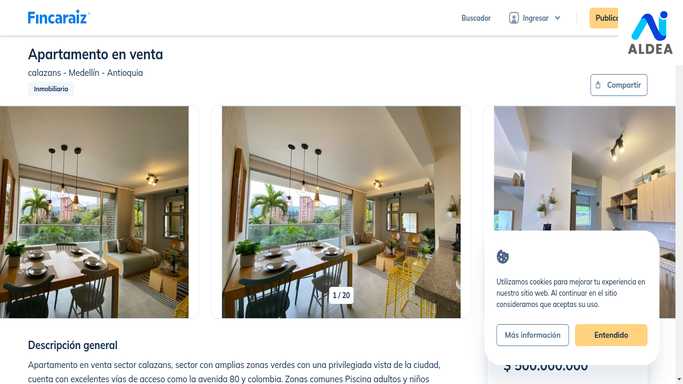 Fincaraiz
Buscador
Ingresar
Publica
ALDEA
Apartamento en venta
calazans - Medellín - Antioquia
Inmobiliario
Compartir
1 / 20
Utilizamos cookies para mejorar tu experiencia en
nuestro sitio web. Al continuar en el sitio
consideramos que aceptas su uso.
Más información
Entendido
$ 500.000.000
Descripción general
Apartamento en venta sector calazans, sector con amplias zonas verdes con una privilegiada vista de la ciudad,
cuenta con excelentes vías de acceso como la avenida 80 y colombia. Zonas comunes Piscina adultos y niños